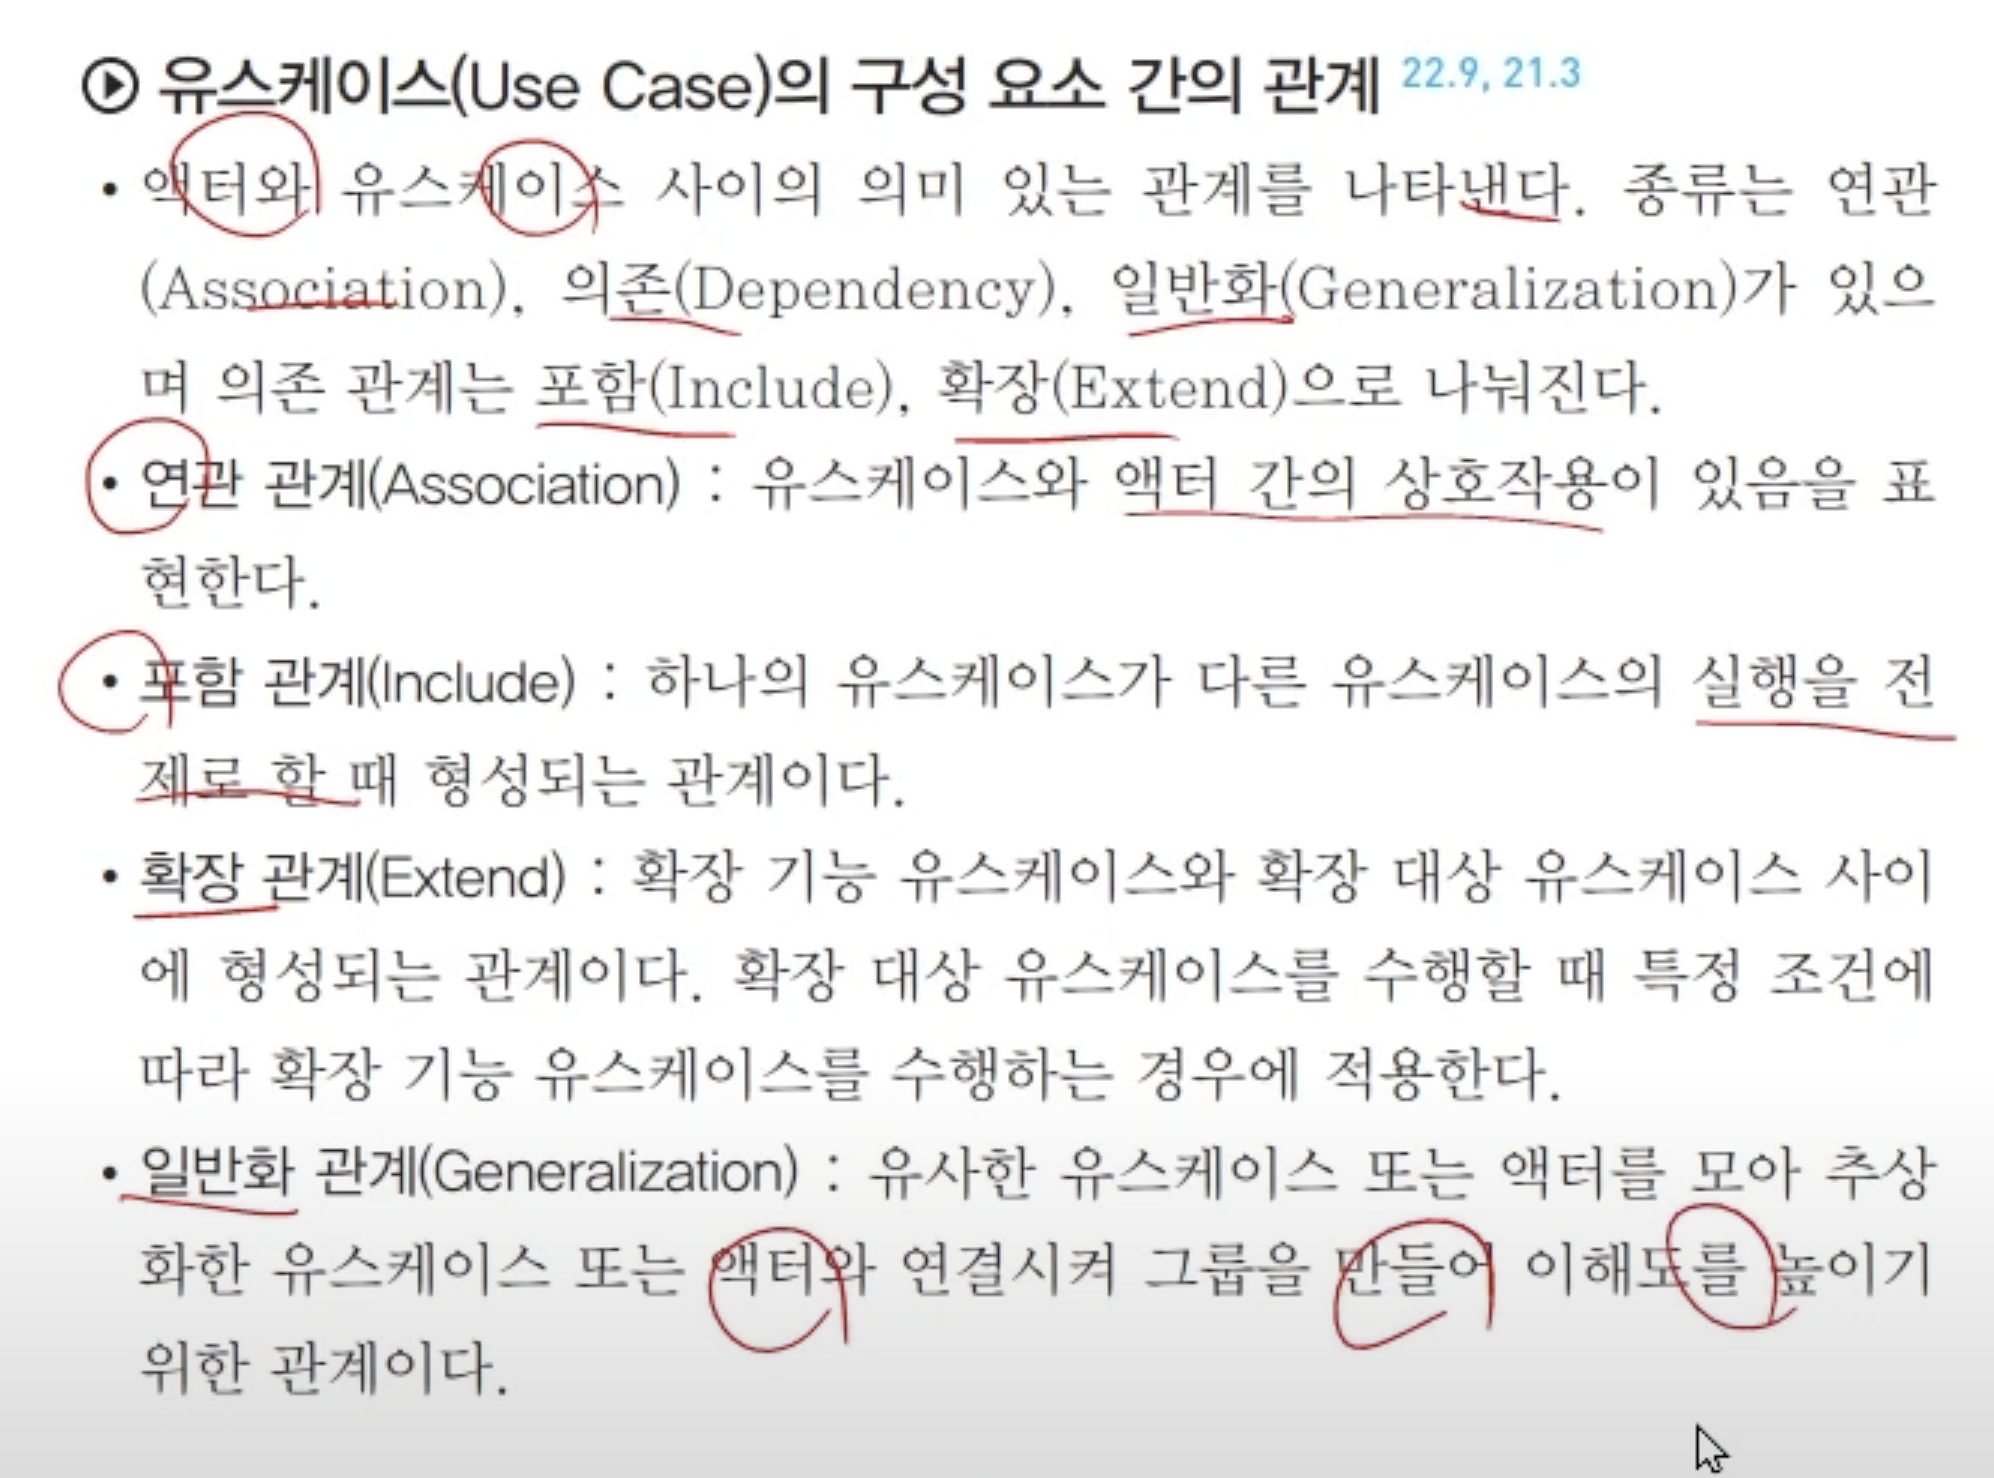 유스케이스(Use Case)의 구성 요소 간의 관계 22.9, 21.3
• 액터와 유스케이스 사이의 의미 있는 관계를 나타낸다. 종류는 연관
(Association), 의존(Dependency), 일반화(Generalization)가 있으
며 의존 관계는 포함(Include), 확장(Extend)으로 나눠진다.
• 연관 관계(Association) : 유스케이스와 액터 간의 상호작용이 있음을 표
현한다.
• 포함 관계(Include) : 하나의 유스케이스가 다른 유스케이스의 실행을 전
제로 할 때 형성되는 관계이다.
• 확장 관계(Extend) : 확장 기능 유스케이스와 확장 대상 유스케이스 사이
에 형성되는 관계이다. 확장 대상 유스케이스를 수행할 때 특정 조건에
따라 확장 기능 유스케이스를 수행하는 경우에 적용한다.
• 일반화 관계(Generalization) : 유사한 유스케이스 또는 액터를 모아 추상
화한 유스케이스 또는 액터와 연결시켜 그룹을 만들어 이해도를 높이기
위한 관계이다.